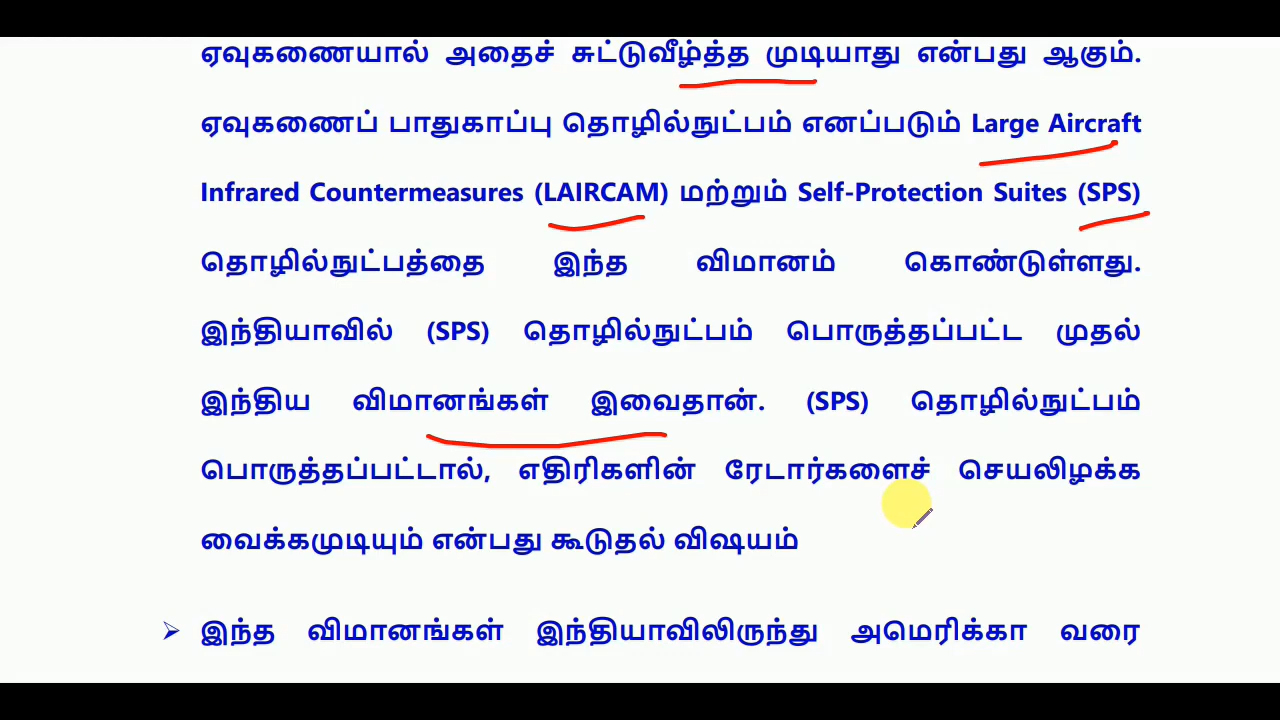 ஏவுகணையால் அதைச் சுட்டுவீழ்த்த முடியாது என்பது ஆகும்.
ஏவுகணைப் பாதுகாப்பு தொழில்நுட்பம் எனப்படும் Large Aircraft
Infrared Countermeasures (LAIRCAM) மற்றும் Self-Protection Suites (SPS)
தொழில்நுட்பத்தை இந்த விமானம் கொண்டுள்ளது.
இந்தியாவில் (SPS) தொழில்நுட்பம் பொருத்தப்பட்ட முதல்
இந்திய விமானங்கள் இவைதான். (SPS) தொழில்நுட்பம்
பொருத்தப்பட்டால், எதிரிகளின் ரேடார்களைச் செயலிழக்க
வைக்கமுடியும் என்பது கூடுதல் விஷயம்
➢ இந்த விமானங்கள் இந்தியாவிலிருந்து அமெரிக்கா வரை